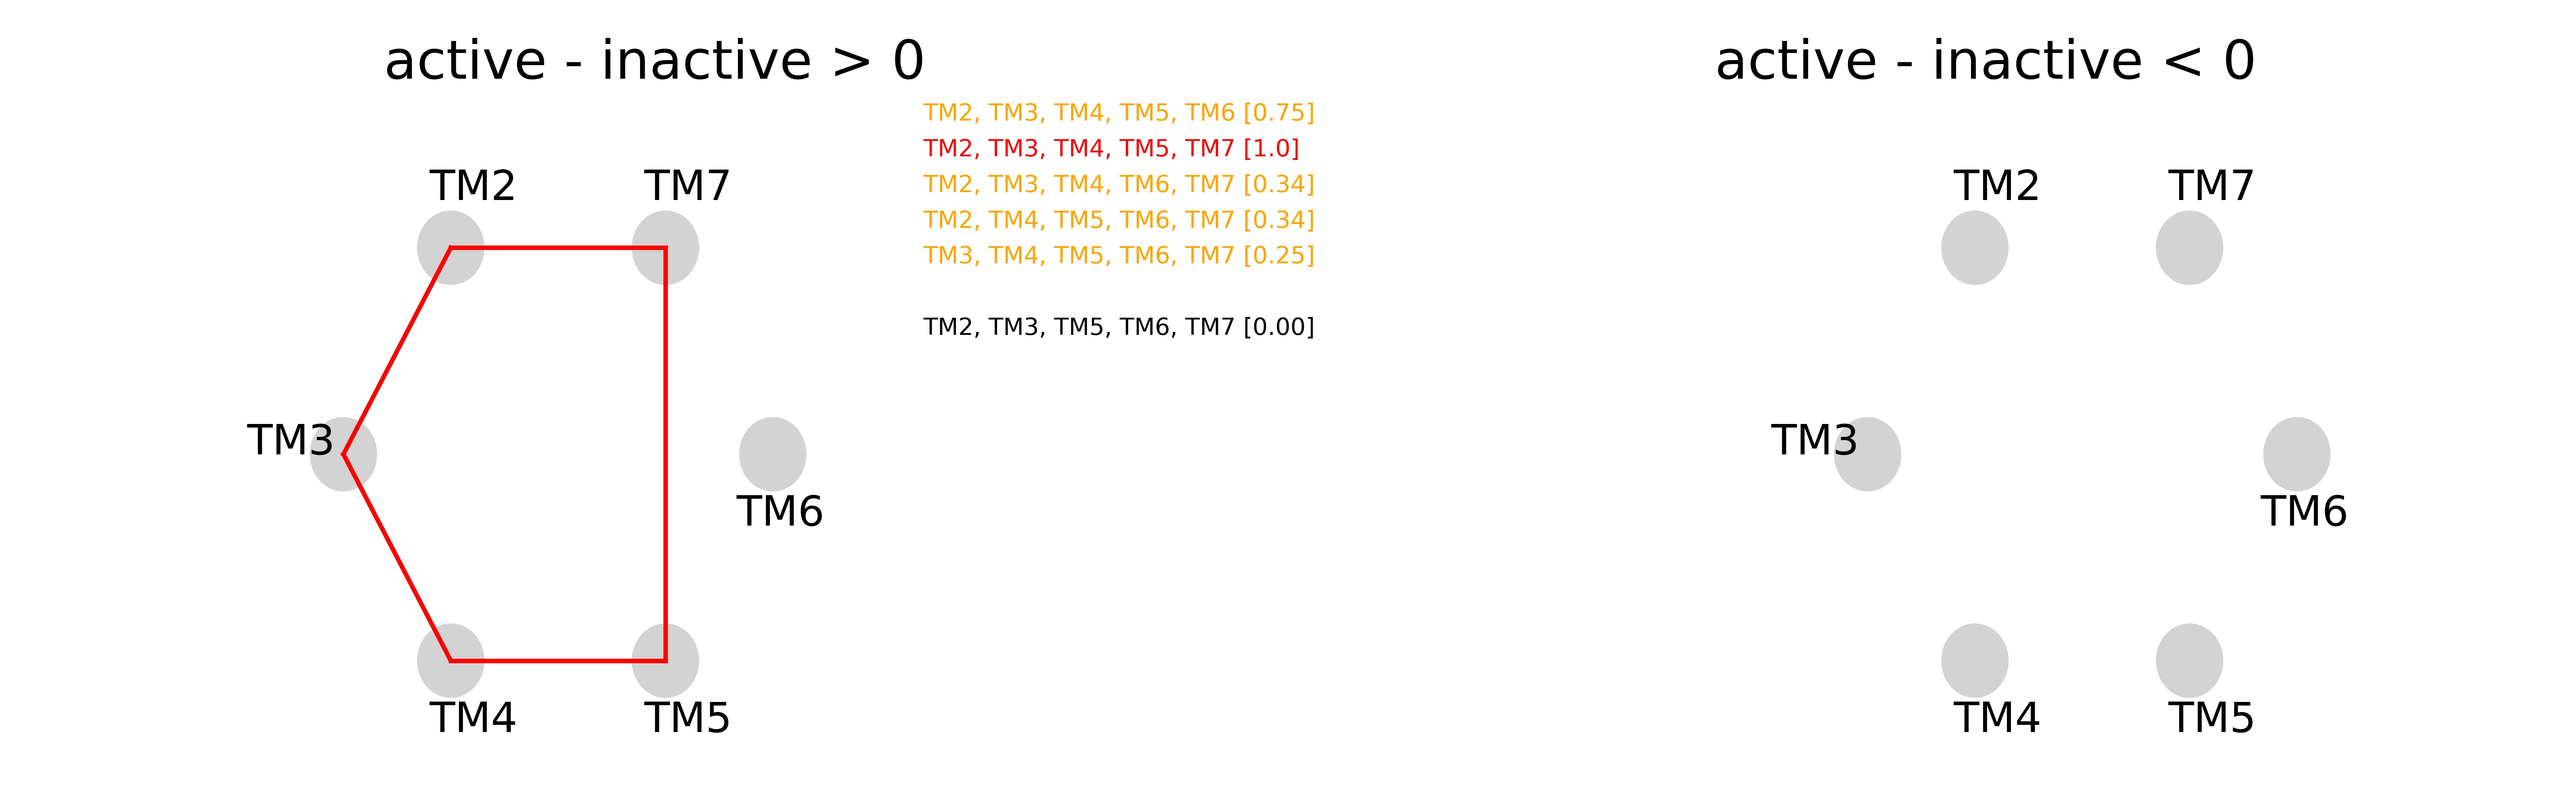 active - inactive > 0
active - inactive < 0
TM2, TM3, TM4, TM5, TM6 [0.75]
TM2, TM3, TM4, TM5, TM7 [1.0]
TM2, TM3, TM4, TM6, TM7 [0.34]
TM2, TM4, TM5, TM6, TM7 [0.34]
TM3, TM4, TM5, TM6, TM7 [0.25]
TM2, TM3, TM5, TM6, TM7 [0.00]
TM2
TM7
TM3
TM6
TM4
TM5
TM2
TM7
TM3
TM6
TM4
TM5